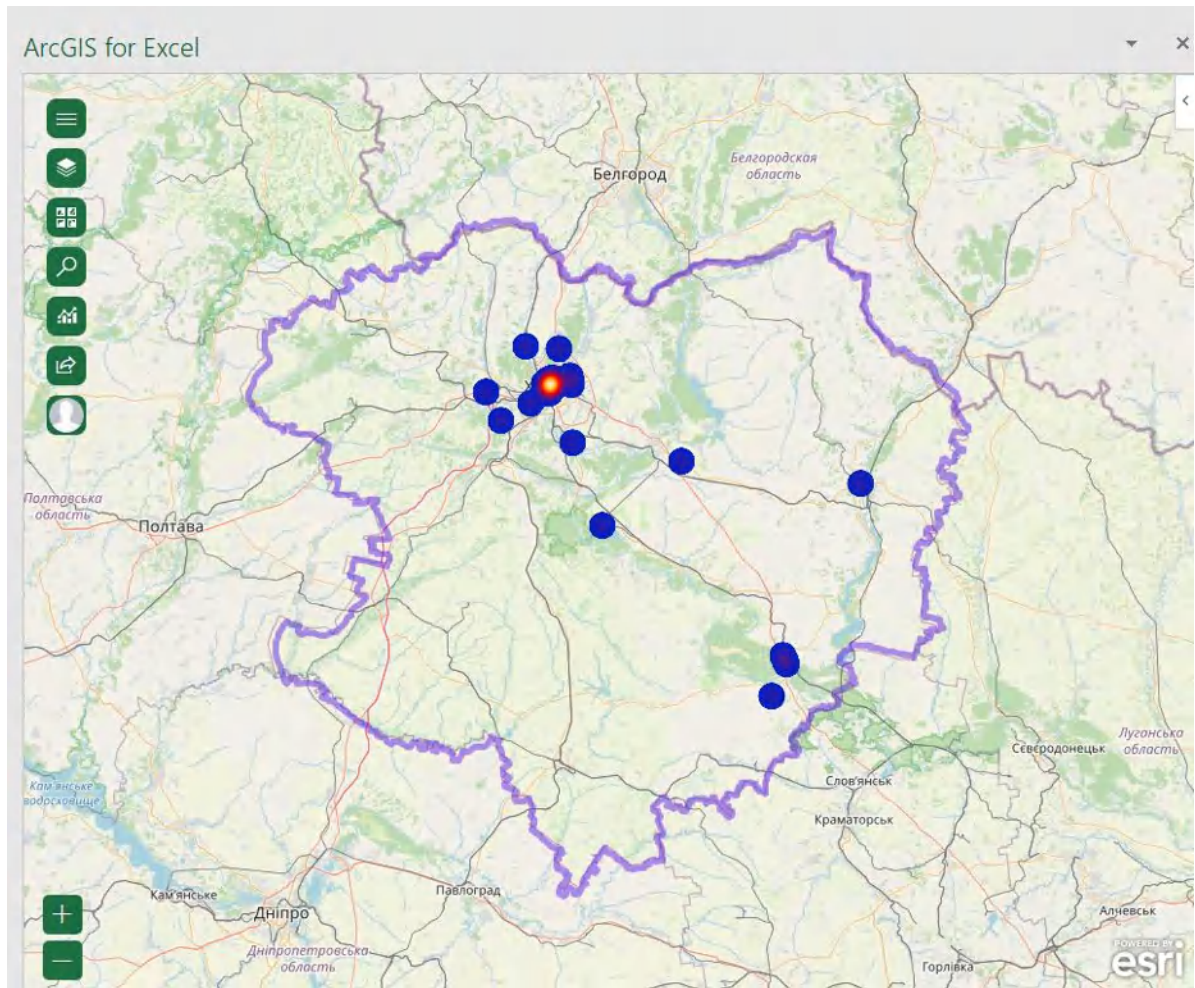 ArcGIS for Excel
Белгород
Белгородская
область
Полтавська
область
Полтава
Сєвєродонецьк
Луганська
область
Слов'янськ
Краматорськ
Кам'янське
водосховище
Кам'янське
Павлоград
Дніпро
Алчевськ
Дніпропетровська
область
Горлівка
POWERED BY
esri